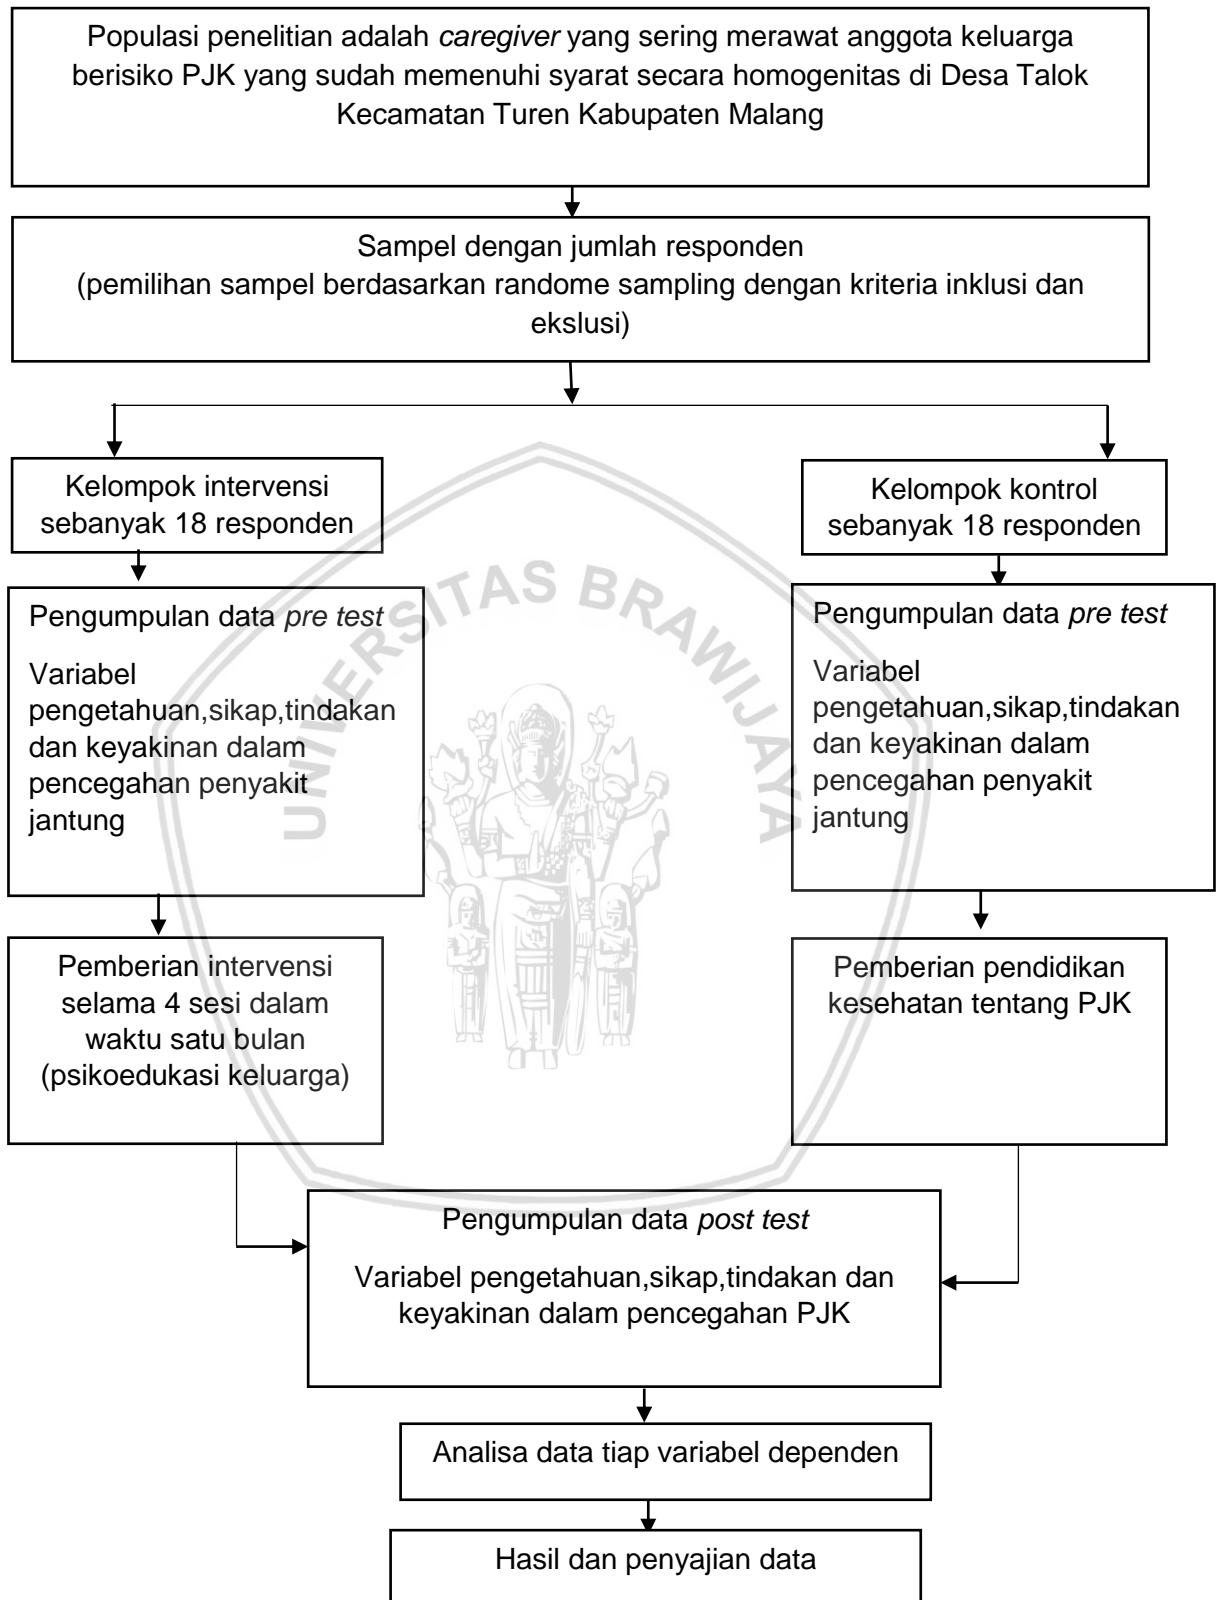 Populasi penelitian adalah caregiver yang sering merawat anggota keluarga
berisiko PJK yang sudah memenuhi syarat secara homogenitas di Desa Talok
Kecamatan Turen Kabupaten Malang
Sampel dengan jumlah responden
(pemilihan sampel berdasarkan randome sampling dengan kriteria inklusi dan
ekslusi)
Kelompok intervensi
sebanyak 18 responden
Kelompok kontrol
sebanyak 18 responden
UNIVERSITAS BRAWIJAYA
Pengumpulan data pre test
Variabel
pengetahuan,sikap,tindakan
dan keyakinan dalam
pencegahan penyakit
jantung
Pengumpulan data pre test
Variabel
pengetahuan,sikap,tindakan
dan keyakinan dalam
pencegahan penyakit
jantung
Pemberian intervensi
selama 4 sesi dalam
waktu satu bulan
(psikoedukasi keluarga)
Pemberian pendidikan
kesehatan tentang PJK
Pengumpulan data post test
Variabel pengetahuan,sikap,tindakan dan
keyakinan dalam pencegahan PJK
Analisa data tiap variabel dependen
Hasil dan penyajian data